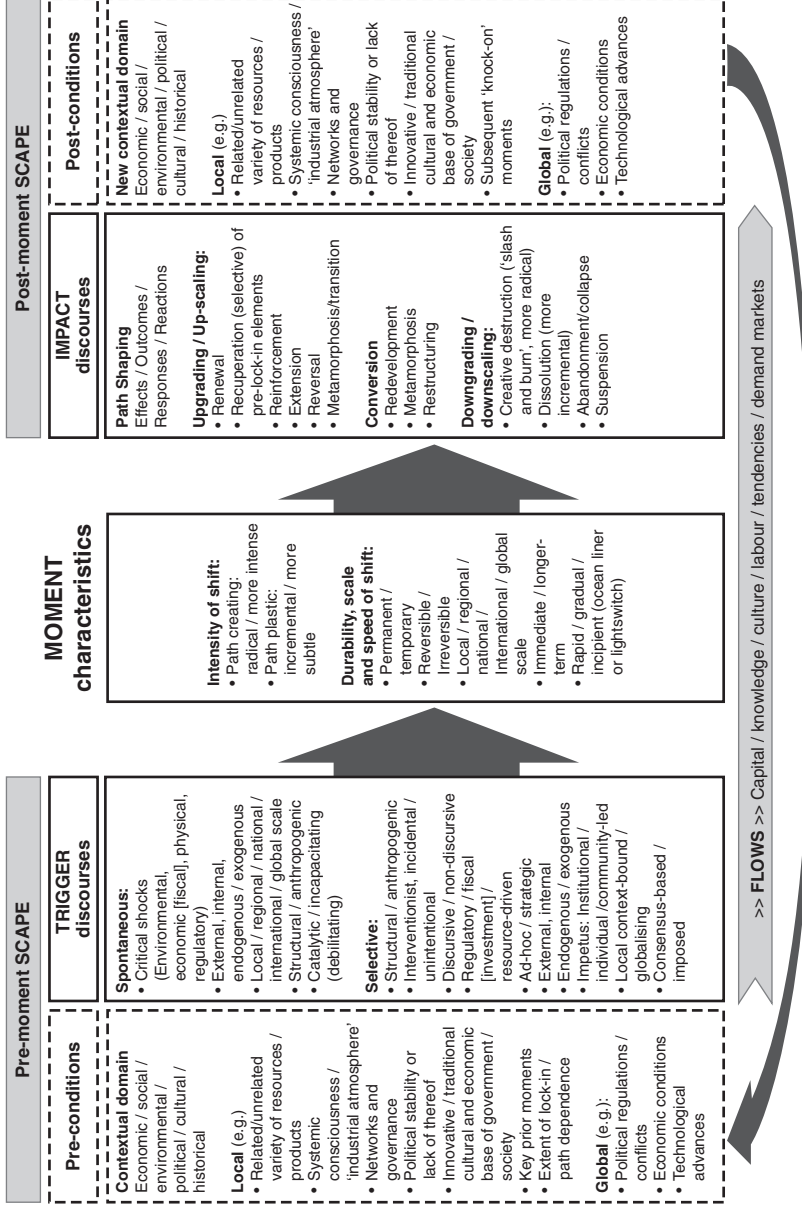 Pre-moment SCAPE
Pre-conditions
Contextual domain
Economic / social /
environmental /
political / cultural /
historical
Local (e.g.)
• Related/unrelated
variety of resources /
products
• Systemic
consciousness /
‘industrial atmosphere’
• Networks and
governance
• Political stability or
lack of thereof
• Innovative / traditional
cultural and economic
base of government /
society
• Key prior moments
• Extent of lock-in /
path dependence
Global (e.g.):
• Political regulations /
conflicts
• Economic conditions
• Technological
advances
TRIGGER
discourses
Spontaneous:
• Critical shocks
(Environmental,
economic [fiscal], physical,
regulatory)
• External, internal,
endogenous / exogenous
• Local / regional / national /
international / global scale
• Structural / anthropogenic
• Catalytic / incapacitating
(debilitating)
Selective:
• Structural / anthropogenic
• Interventionist, incidental /
unintentional
• Discursive / non-discursive
• Regulatory / fiscal
[investment] /
resource-driven
• Ad-hoc / strategic
• External, internal
• Endogenous / exogenous
• Impetus: Institutional /
individual /community-led
• Local context-bound /
globalising
• Consensus-based /
imposed
MOMENT
characteristics
Intensity of shift:
• Path creating:
radical / more intense
• Path plastic:
incremental / more
subtle
Durability, scale
and speed of shift:
• Permanent /
temporary
• Reversible /
Irreversible
• Local / regional /
national /
International / global
scale
• Immediate / longer-
term
• Rapid / gradual /
incipient (ocean liner
or lightswitch)
Post-moment SCAPE
IMPACT
discourses
Path Shaping
Effects / Outcomes /
Responses / Reactions
Upgrading / Up-scaling:
• Renewal
• Recuperation (selective) of
pre-lock-in elements
• Reinforcement
• Extension
• Reversal
• Metamorphosis/transition
Conversion
• Redevelopment
• Metamorphosis
• Restructuring
Downgrading /
downscaling:
• Creative destruction (‘slash
and burn’, more radical)
• Dissolution (more
incremental)
• Abandonment/collapse
• Suspension
Post-conditions
New contextual domain
Economic / social /
environmental / political /
cultural / historical
Local (e.g.)
• Related/unrelated
variety of resources /
products
• Systemic consciousness /
‘industrial atmosphere’
• Networks and
governance
• Political stability or lack
of thereof
• Innovative / traditional
cultural and economic
base of government /
society
• Subsequent ‘knock-on’
moments
Global (e.g.):
• Political regulations /
conflicts
• Economic conditions
• Technological advances
>> FLOWS >> Capital / knowledge / culture / labour / tendencies / demand markets